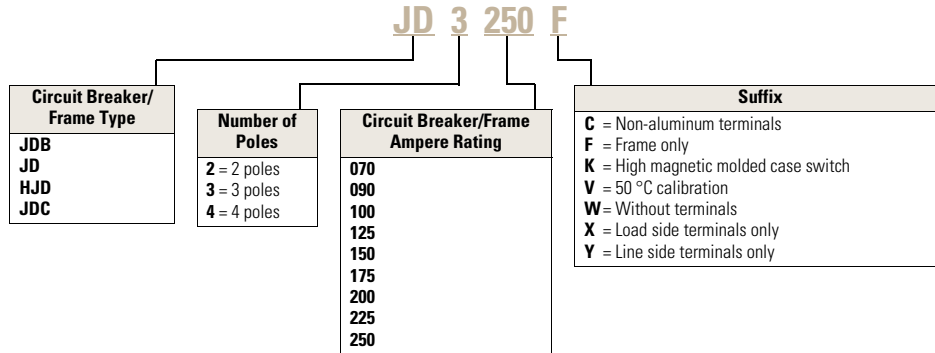 JD 3 250 F
Circuit Breaker/
Frame Type
JDB
JD
HJD
JDC
Number of
Poles
2 = 2 poles
3 = 3 poles
4 = 4 poles
Circuit Breaker/Frame
Ampere Rating
070
090
100
125
150
175
200
225
250
Suffix
C = Non-aluminum terminals
F = Frame only
K = High magnetic molded case switch
V = 50 °C calibration
W= Without terminals
X = Load side terminals only
Y = Line side terminals only